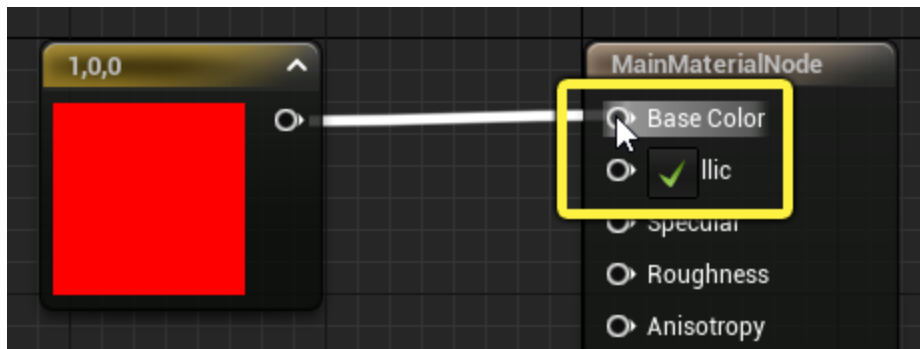 1,0,0
MainMaterialNode
Base Color
llic
Specular
Roughness
Anisotropy